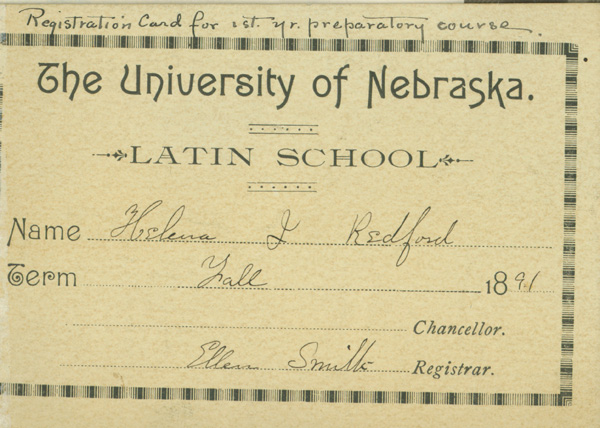 Registration Card for 1st. yr. preparatory course.
The University of Nebraska.
LATIN SCHOOL
Name Helena I Redford
Term Fall 1891
Chancellor.
Ellen Smith Registrar.